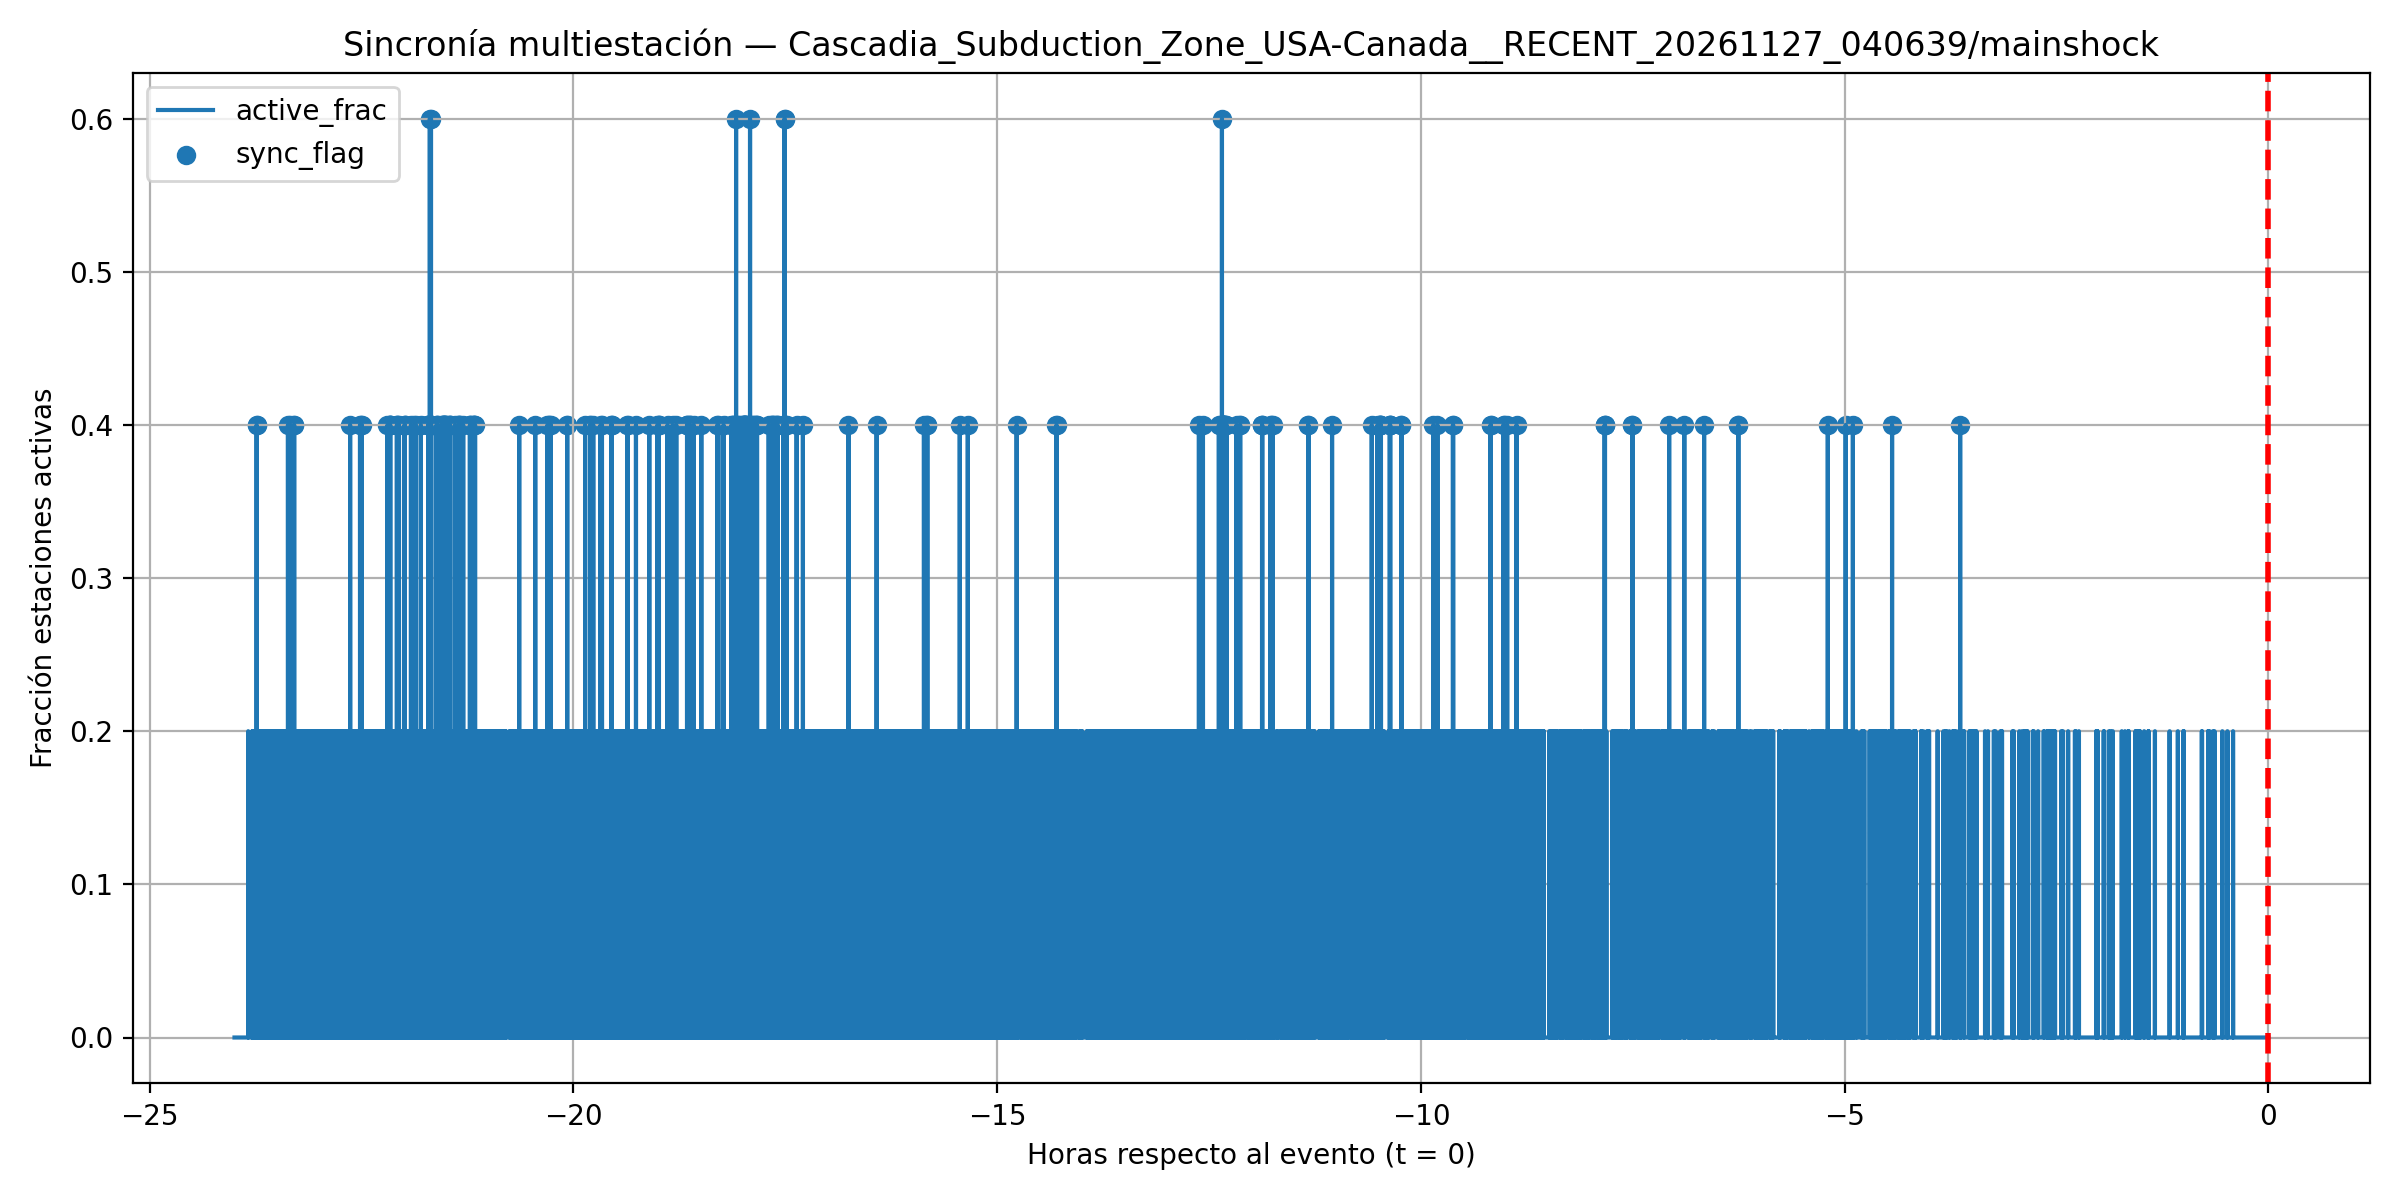 Sincronía multiestación — Cascadia_Subduction_Zone_USA-Canada__RECENT_20261127_040639/mainshock
active_frac
sync_flag
Fracción estaciones activas
0.6
0.5
0.4
0.3
0.2
0.1
0.0
−25 −20 −15 −10 −5 0
Horas respecto al evento (t = 0)